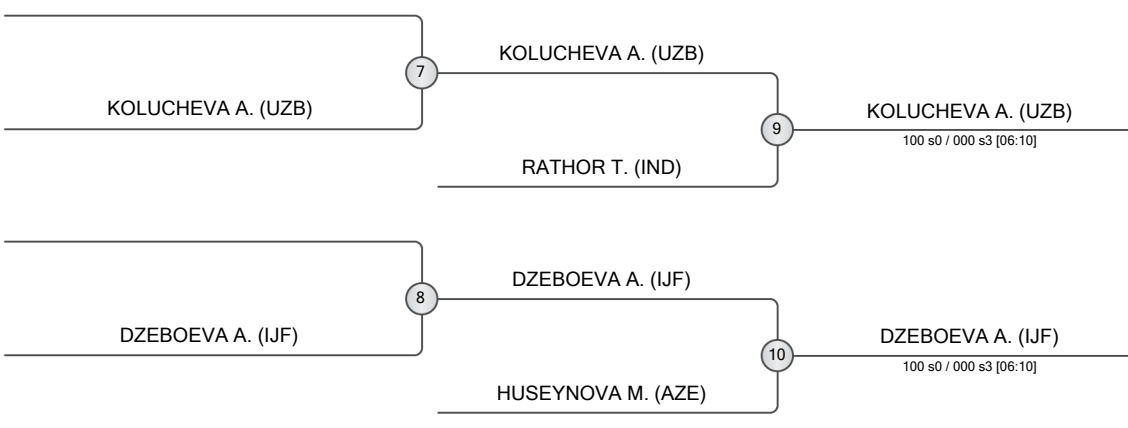 KOLUCHEVA A. (UZB)
7
KOLUCHEVA A. (UZB)
KOLUCHEVA A. (UZB)
9
100 s0 / 000 s3 [06:10]
RATHOR T. (IND)
DZEBOEVA A. (IJF)
8
DZEBOEVA A. (IJF)
DZEBOEVA A. (IJF)
10
100 s0 / 000 s3 [06:10]
HUSEYNOVA M. (AZE)